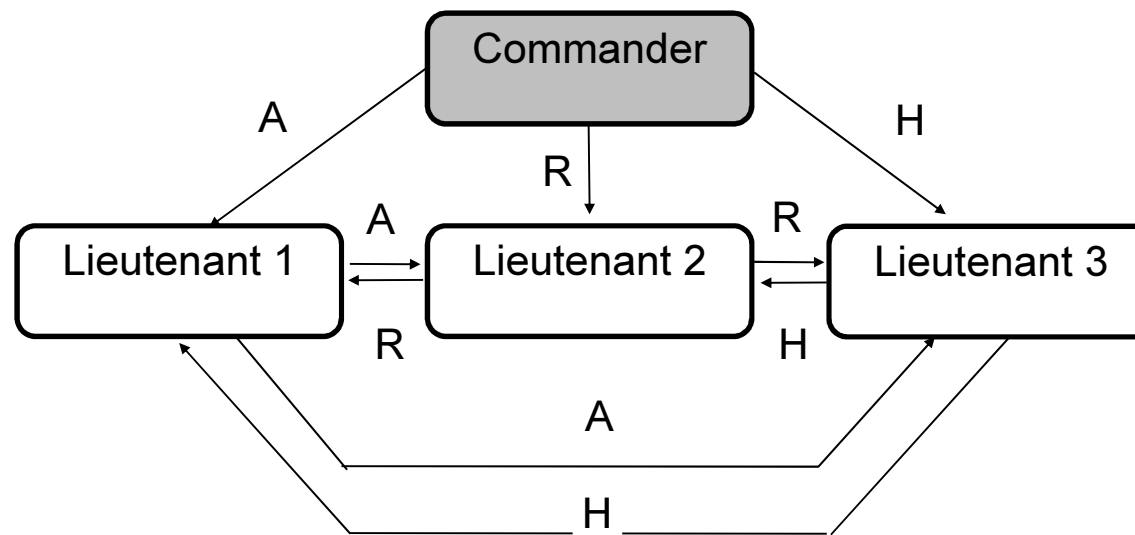 Commander
A
H
R
A
R
Lieutenant 1
Lieutenant 2
Lieutenant 3
R
H
A
H